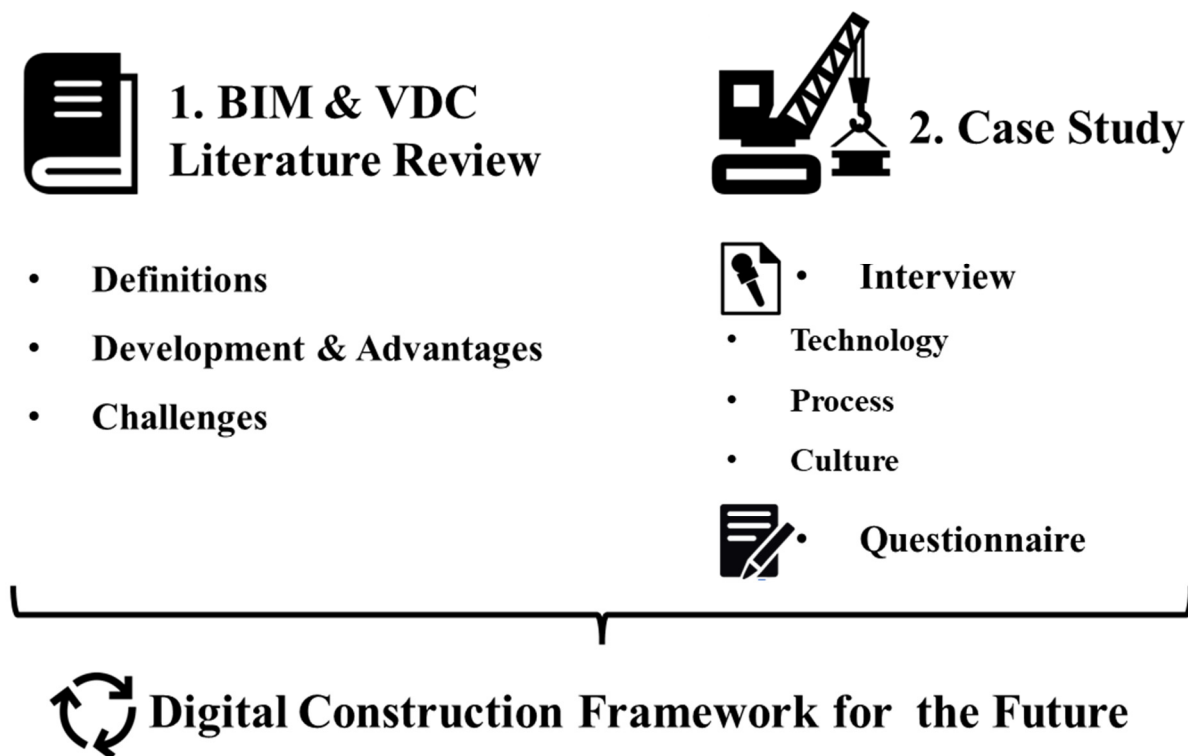 1. BIM & VDC
Literature Review
• Definitions
• Development & Advantages
• Challenges
2. Case Study
• Interview
• Technology
• Process
• Culture
• Questionnaire
Digital Construction Framework for the Future